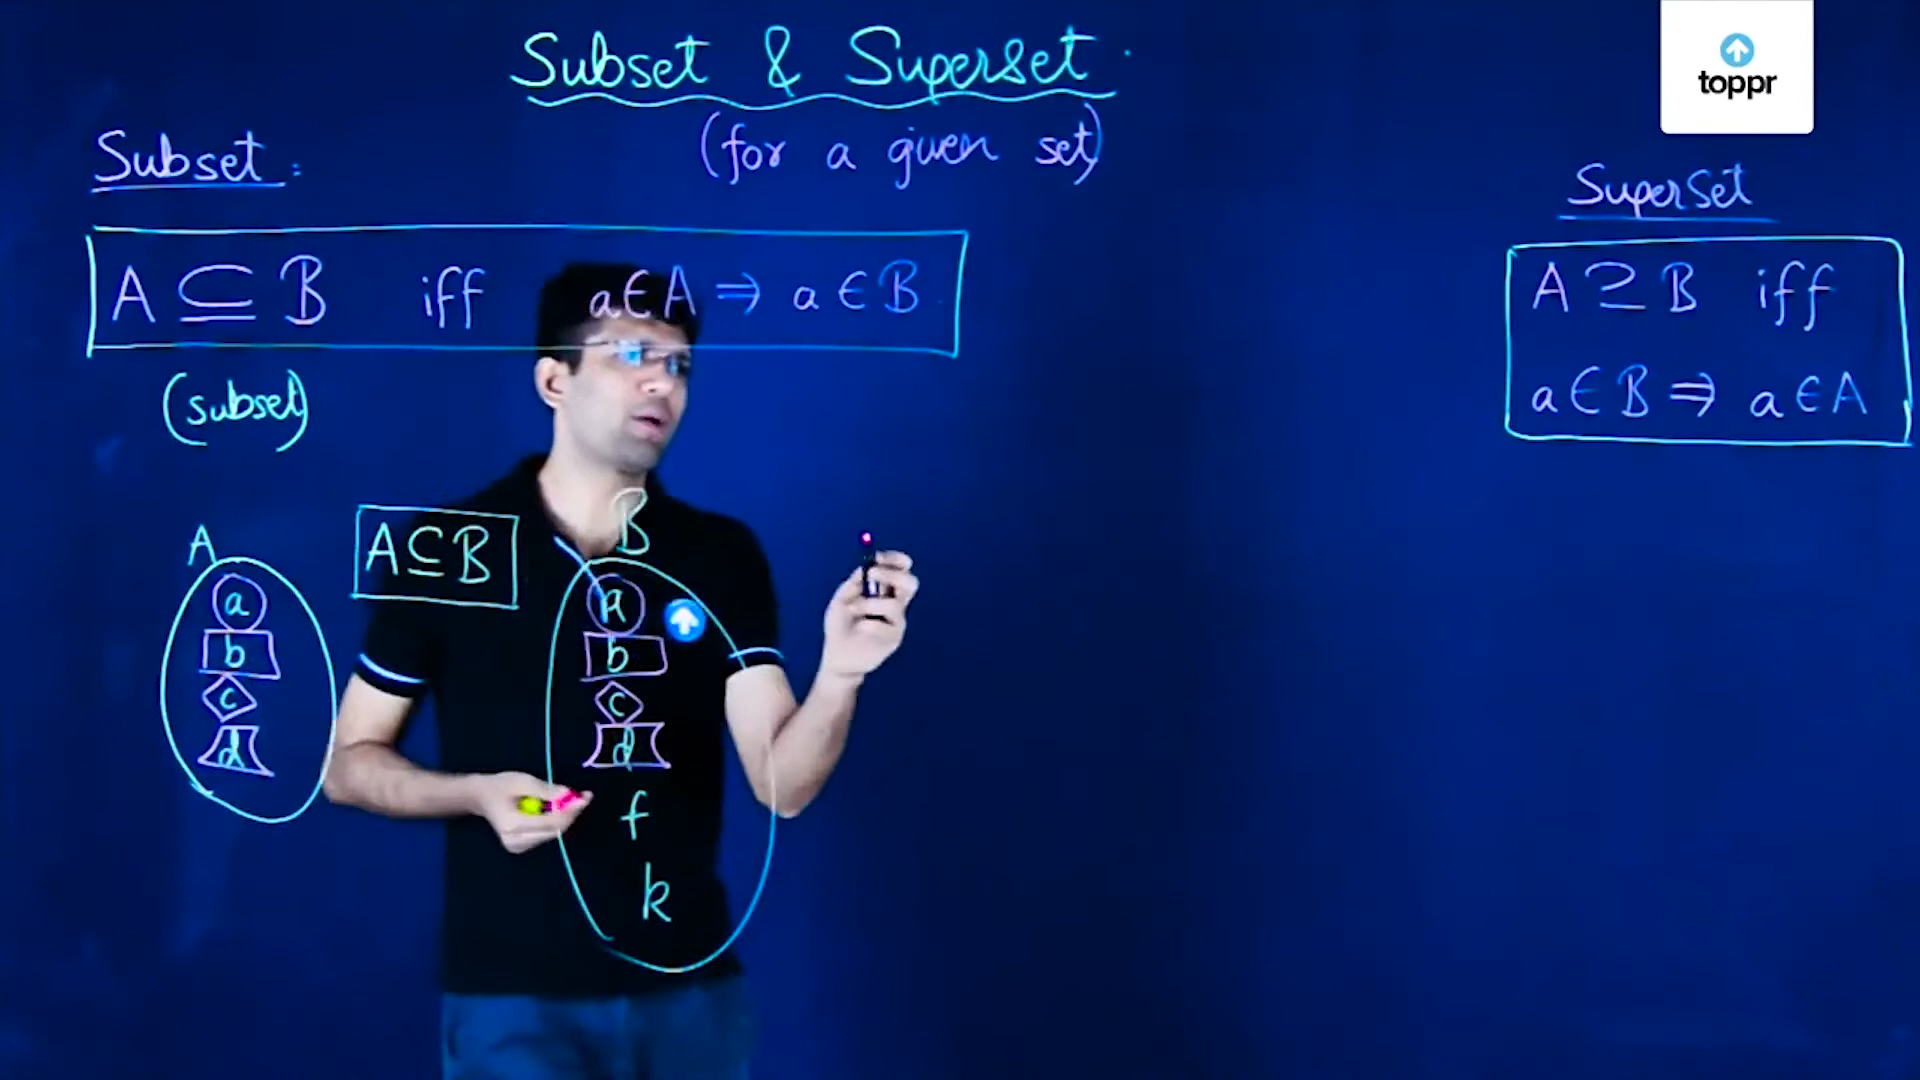 Subset & Superset.
(for a given set)
toppr
Subset:
A ⊆ B iff a ∈ A ⇒ a ∈ B
(subset)
SuperSet
A ⊇ B iff
a ∈ B ⇒ a ∈ A
A
A ⊆ B
B
a
b
c
d
a
b
c
d
f
k